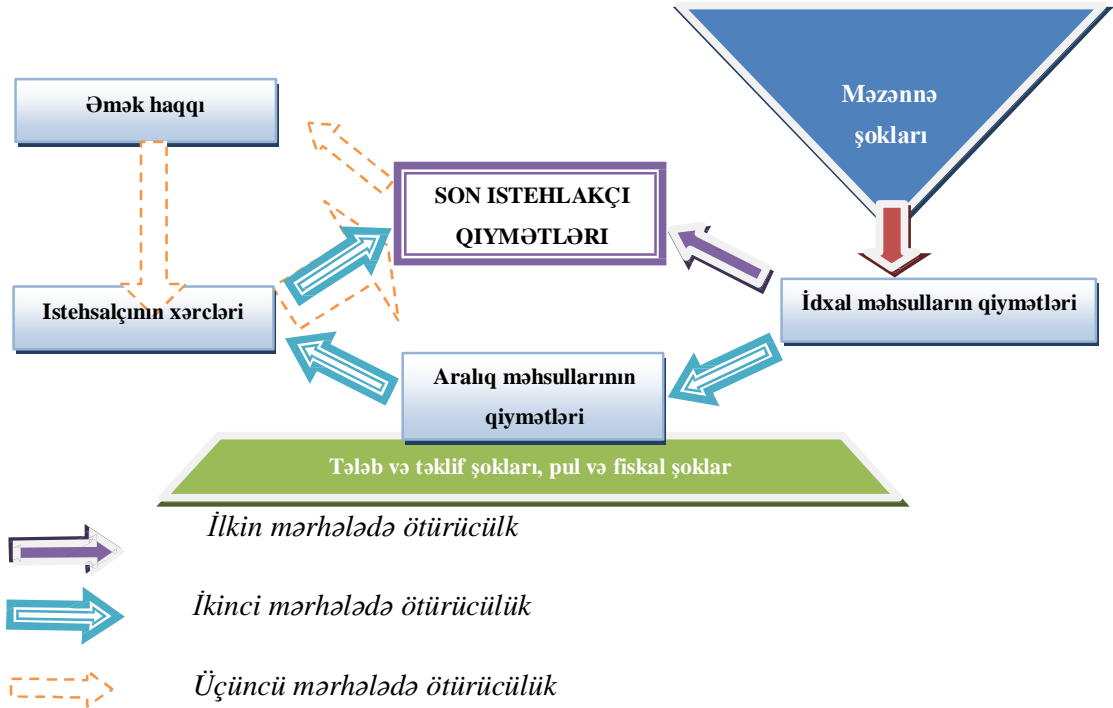 Əmək haqqı
Məzənnə
şokları
SON ISTEHLAKÇI
QIYMƏTLƏRI
Istehsalçının xərcləri
İdxal məhsulların qiymətləri
Aralıq məhsullarının
qiymətləri
Tələb və təklif şokları, pul və fiskal şoklar
İlkin mərhələdə ötürücülk
İkinci mərhələdə ötürücülük
Üçüncü mərhələdə ötürücülük